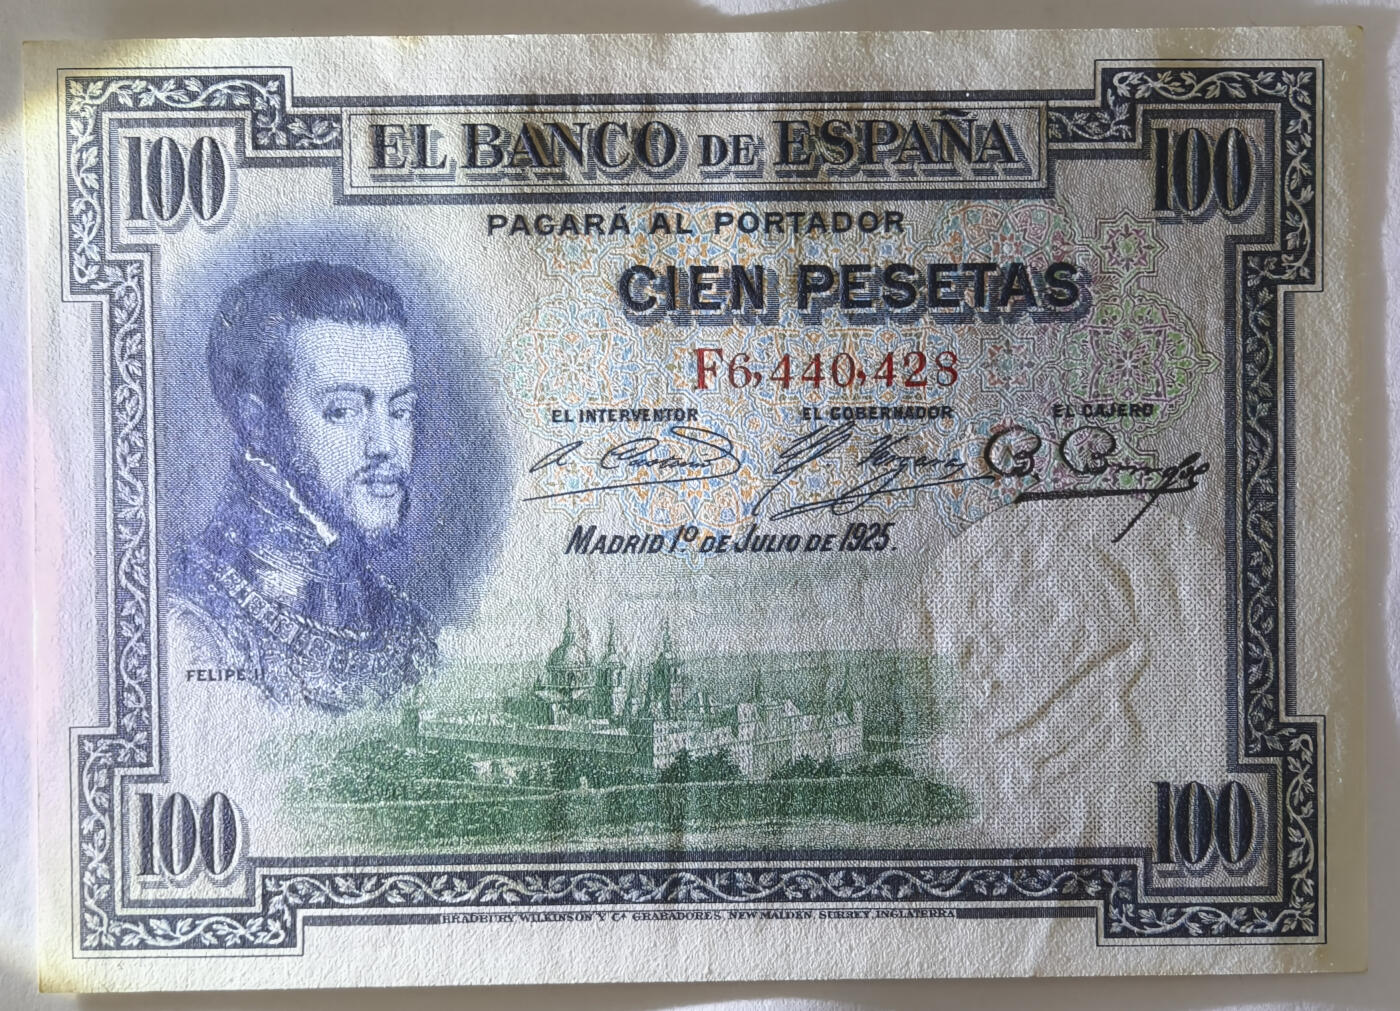 100
EL BANCO DE ESPAÑA
100
PAGARÁ AL PORTADOR
CIEN PESETAS
F6,440,428
EL INTERVENTOR EL GOBERNADOR EL CAJERO
MADRID 1.º DE JULIO DE 1925.
FELIPE II
100
100
BRADBURY, WILKINSON Y Cª GRABADORES, NEW MALDEN, SURREY, INGLATERRA